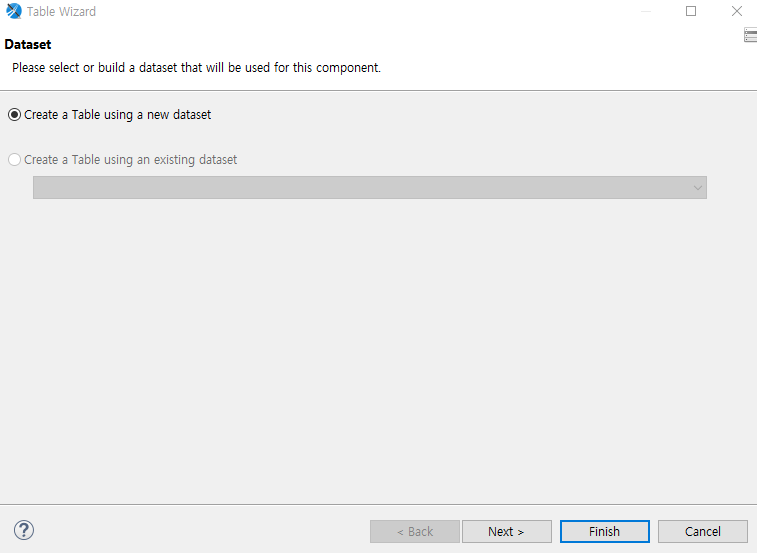 Table Wizard
Dataset
Please select or build a dataset that will be used for this component.
Create a Table using a new dataset
Create a Table using an existing dataset
?
< Back
Next >
Finish
Cancel